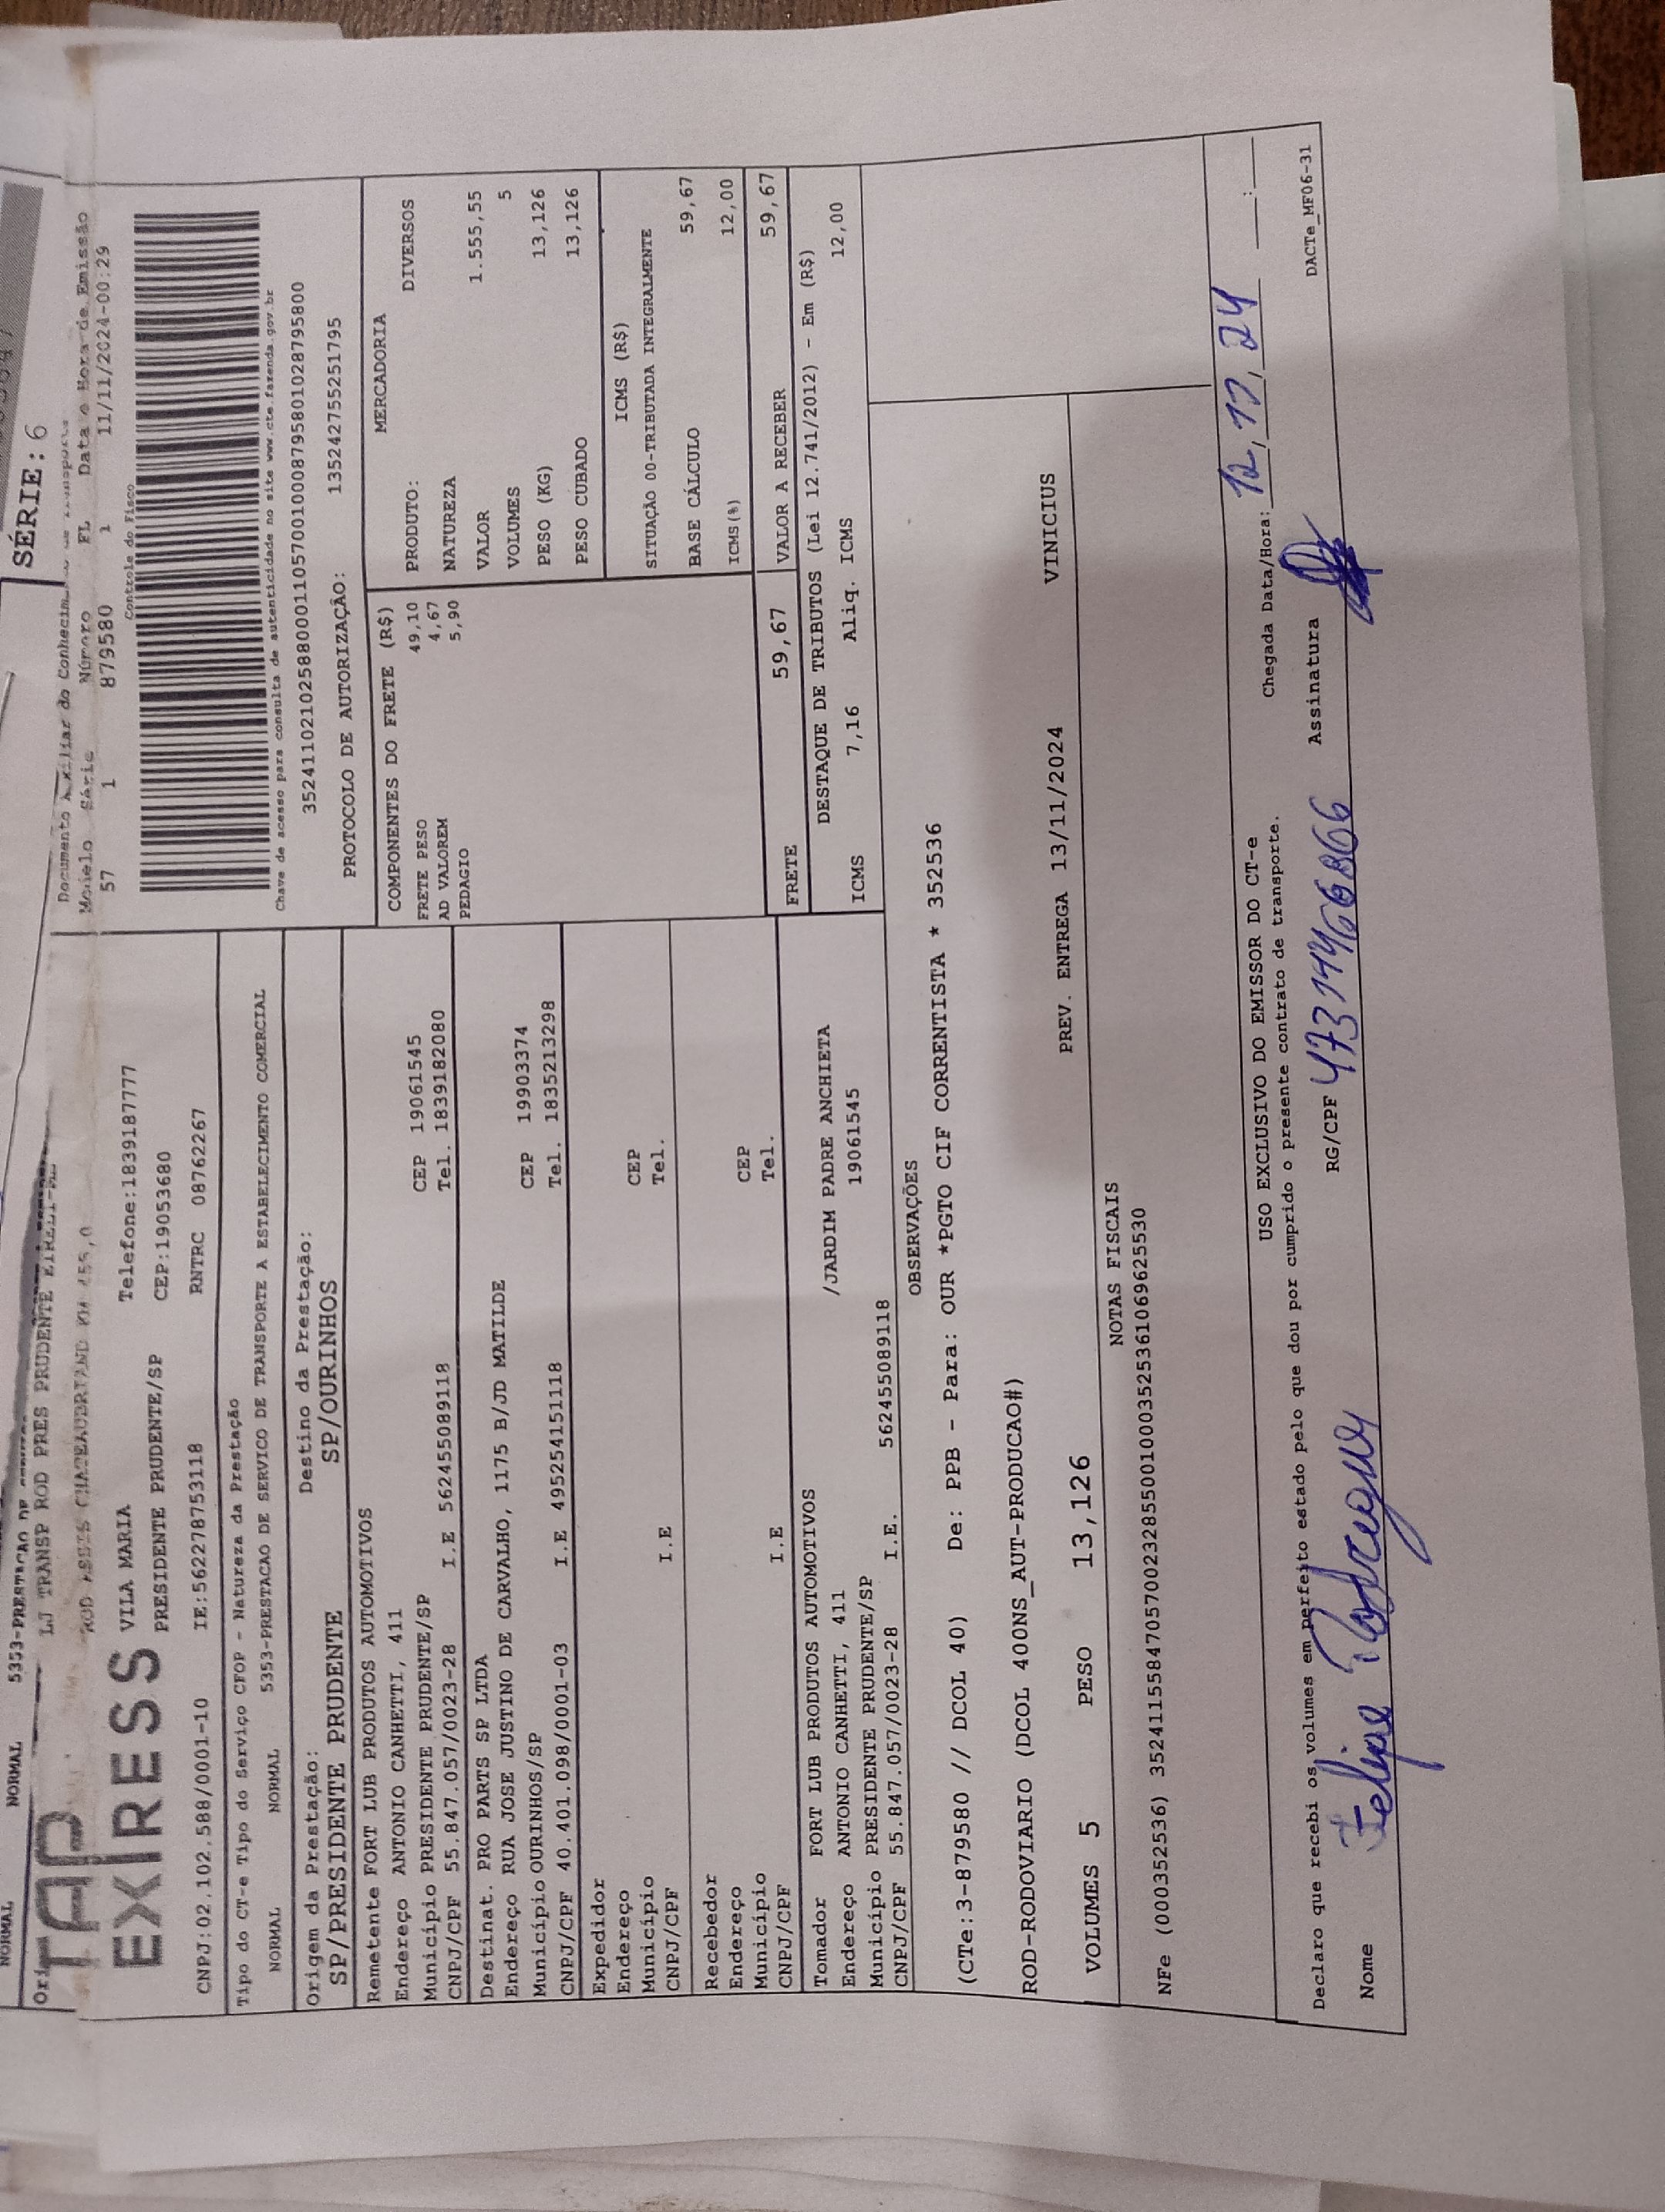 NORMAL NORMAL 5353-PRESTACAO DE
SÉRIE: 6
Orig
TAP
EXPRESS
LJ TRANSP ROD PRES PRUDENTE EIRELI-ME
ROD ASSIS CHATEAUBRIAND KM 455,0
VILA MARIA Telefone:1839187777
PRESIDENTE PRUDENTE/SP CEP:19053680
CNPJ:02.102.588/0001-10 IE:562278753118 RNTRC 08762267
Documento Auxiliar do Conhecim
Modelo Série Número FL Data e Hora de Emissão
57 1 879580 1 11/11/2024-00:29
Controle do Fisco
Chave de acesso para consulta de autenticidade no site www.cte.fazenda.gov.br
35241102102588000110570010008795801028795800
PROTOCOLO DE AUTORIZAÇÃO: 135242755251795
Tipo do CT-e Tipo do Serviço CFOP - Natureza da Prestação
NORMAL NORMAL 5353-PRESTACAO DE SERVICO DE TRANSPORTE A ESTABELECIMENTO COMERCIAL
Origem da Prestação: Destino da Prestação:
SP/PRESIDENTE PRUDENTE SP/OURINHOS
Remetente FORT LUB PRODUTOS AUTOMOTIVOS
Endereço ANTONIO CANHETTI, 411 CEP 19061545
Município PRESIDENTE PRUDENTE/SP Tel. 1839182080
CNPJ/CPF 55.847.057/0023-28 I.E 562455089118
Destinat. PRO PARTS SP LTDA
Endereço RUA JOSE JUSTINO DE CARVALHO, 1175 B/JD MATILDE
Município OURINHOS/SP CEP 19903374
CNPJ/CPF 40.401.098/0001-03 I.E 495254151118 Tel. 1835213298
Expedidor
Endereço
Município CEP
CNPJ/CPF I.E Tel.
Recebedor
Endereço
Município CEP
CNPJ/CPF I.E Tel.
Tomador FORT LUB PRODUTOS AUTOMOTIVOS
Endereço ANTONIO CANHETTI, 411 /JARDIM PADRE ANCHIETA
Município PRESIDENTE PRUDENTE/SP 19061545
CNPJ/CPF 55.847.057/0023-28 I.E. 562455089118
COMPONENTES DO FRETE (R$)
FRETE PESO 49,10
AD VALOREM 4,67
PEDAGIO 5,90
MERCADORIA
PRODUTO: DIVERSOS
NATUREZA
VALOR 1.555,55
VOLUMES 5
PESO (KG) 13,126
PESO CUBADO 13,126
ICMS (R$)
SITUAÇÃO 00-TRIBUTADA INTEGRALMENTE
BASE CÁLCULO 59,67
ICMS(%) 12,00
FRETE 59,67 VALOR A RECEBER 59,67
DESTAQUE DE TRIBUTOS (Lei 12.741/2012) - Em (R$)
ICMS 7,16 Aliq. ICMS 12,00
OBSERVAÇÕES
(CTe:3-879580 // DCOL 40) De: PPB - Para: OUR *PGTO CIF CORRENTISTA * 352536
ROD-RODOVIARIO (DCOL 400NS_AUT-PRODUCAO#)
PREV. ENTREGA 13/11/2024 VINICIUS
VOLUMES 5 PESO 13,126
NOTAS FISCAIS
NFe (000352536) 35241155847057002328550010003525361069625530
USO EXCLUSIVO DO EMISSOR DO CT-e
Declaro que recebi os volumes em perfeito estado pelo que dou por cumprido o presente contrato de transporte.
Chegada Data/Hora: 12/11/24 :
Nome Felipe Rodrigues RG/CPF Assinatura
DACTe_MF06-31